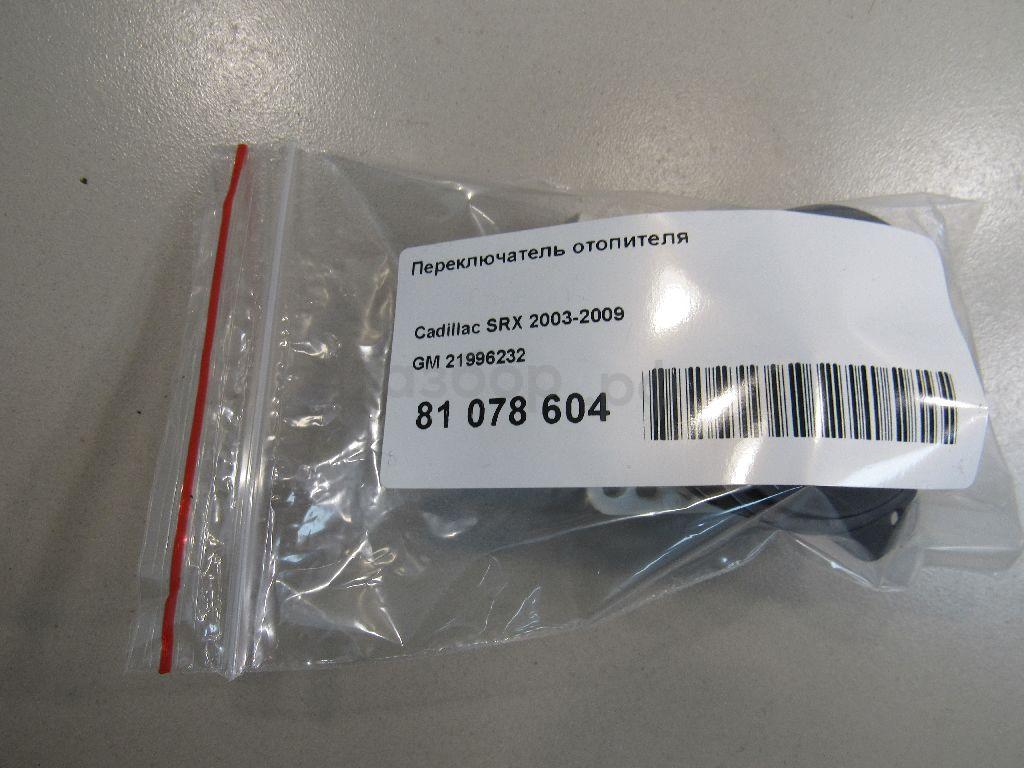 Переключатель отопителя
Cadillac SRX 2003-2009
GM 21996232
81 078 604